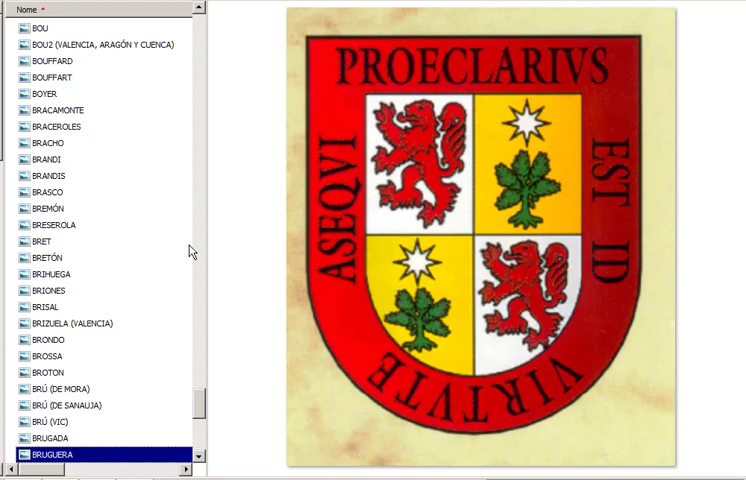 Nome
BOU
BOU2 (VALENCIA, ARAGÓN Y CUENCA)
BOUFFARD
BOUFFART
BOYER
BRACAMONTE
BRACEROLES
BRACHO
BRANDI
BRANDIS
BRASCO
BREMÓN
BRESEROLA
BRET
BRETÓN
BRIHUEGA
BRIONES
BRISAL
BRIZUELA (VALENCIA)
BRONDO
BROSSA
BROTON
BRÚ (DE MORA)
BRÚ (DE SANAUJA)
BRÚ (VIC)
BRUGADA
BRUGUERA
PROECLARIVS
EST ID
VIRTVTE
ASEQVI